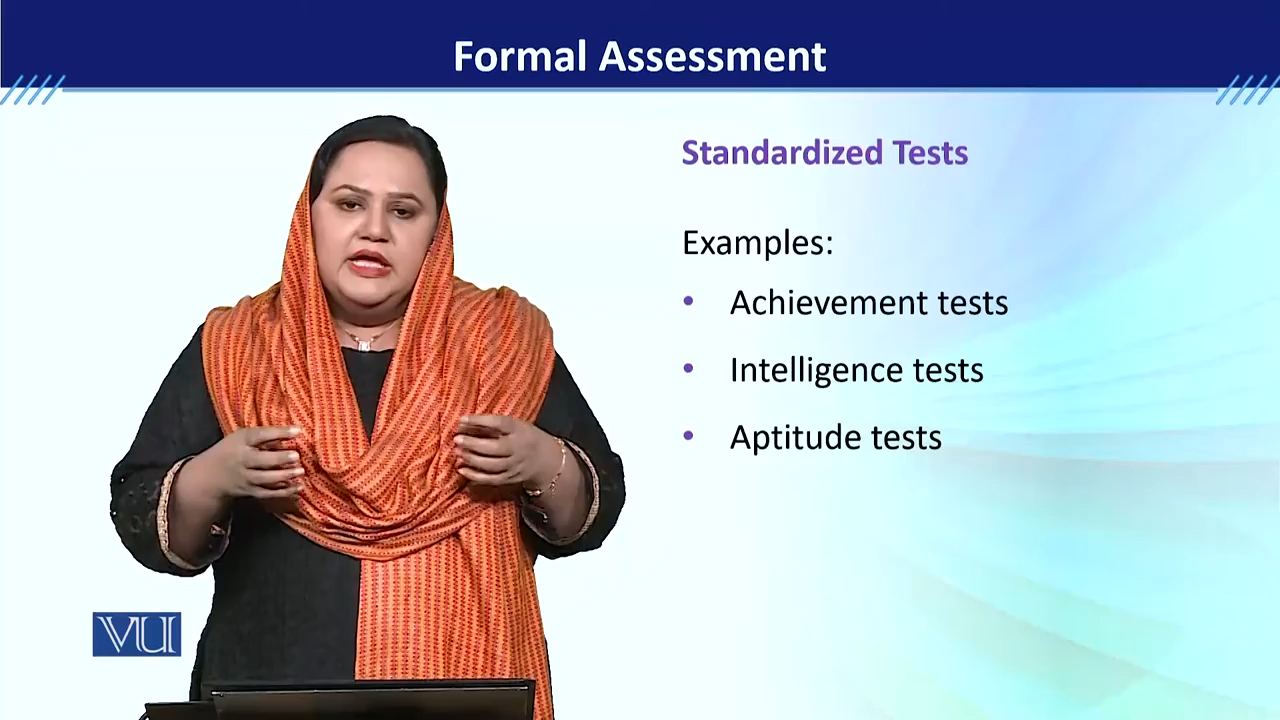 Formal Assessment
Standardized Tests
Examples:
• Achievement tests
• Intelligence tests
• Aptitude tests
VU